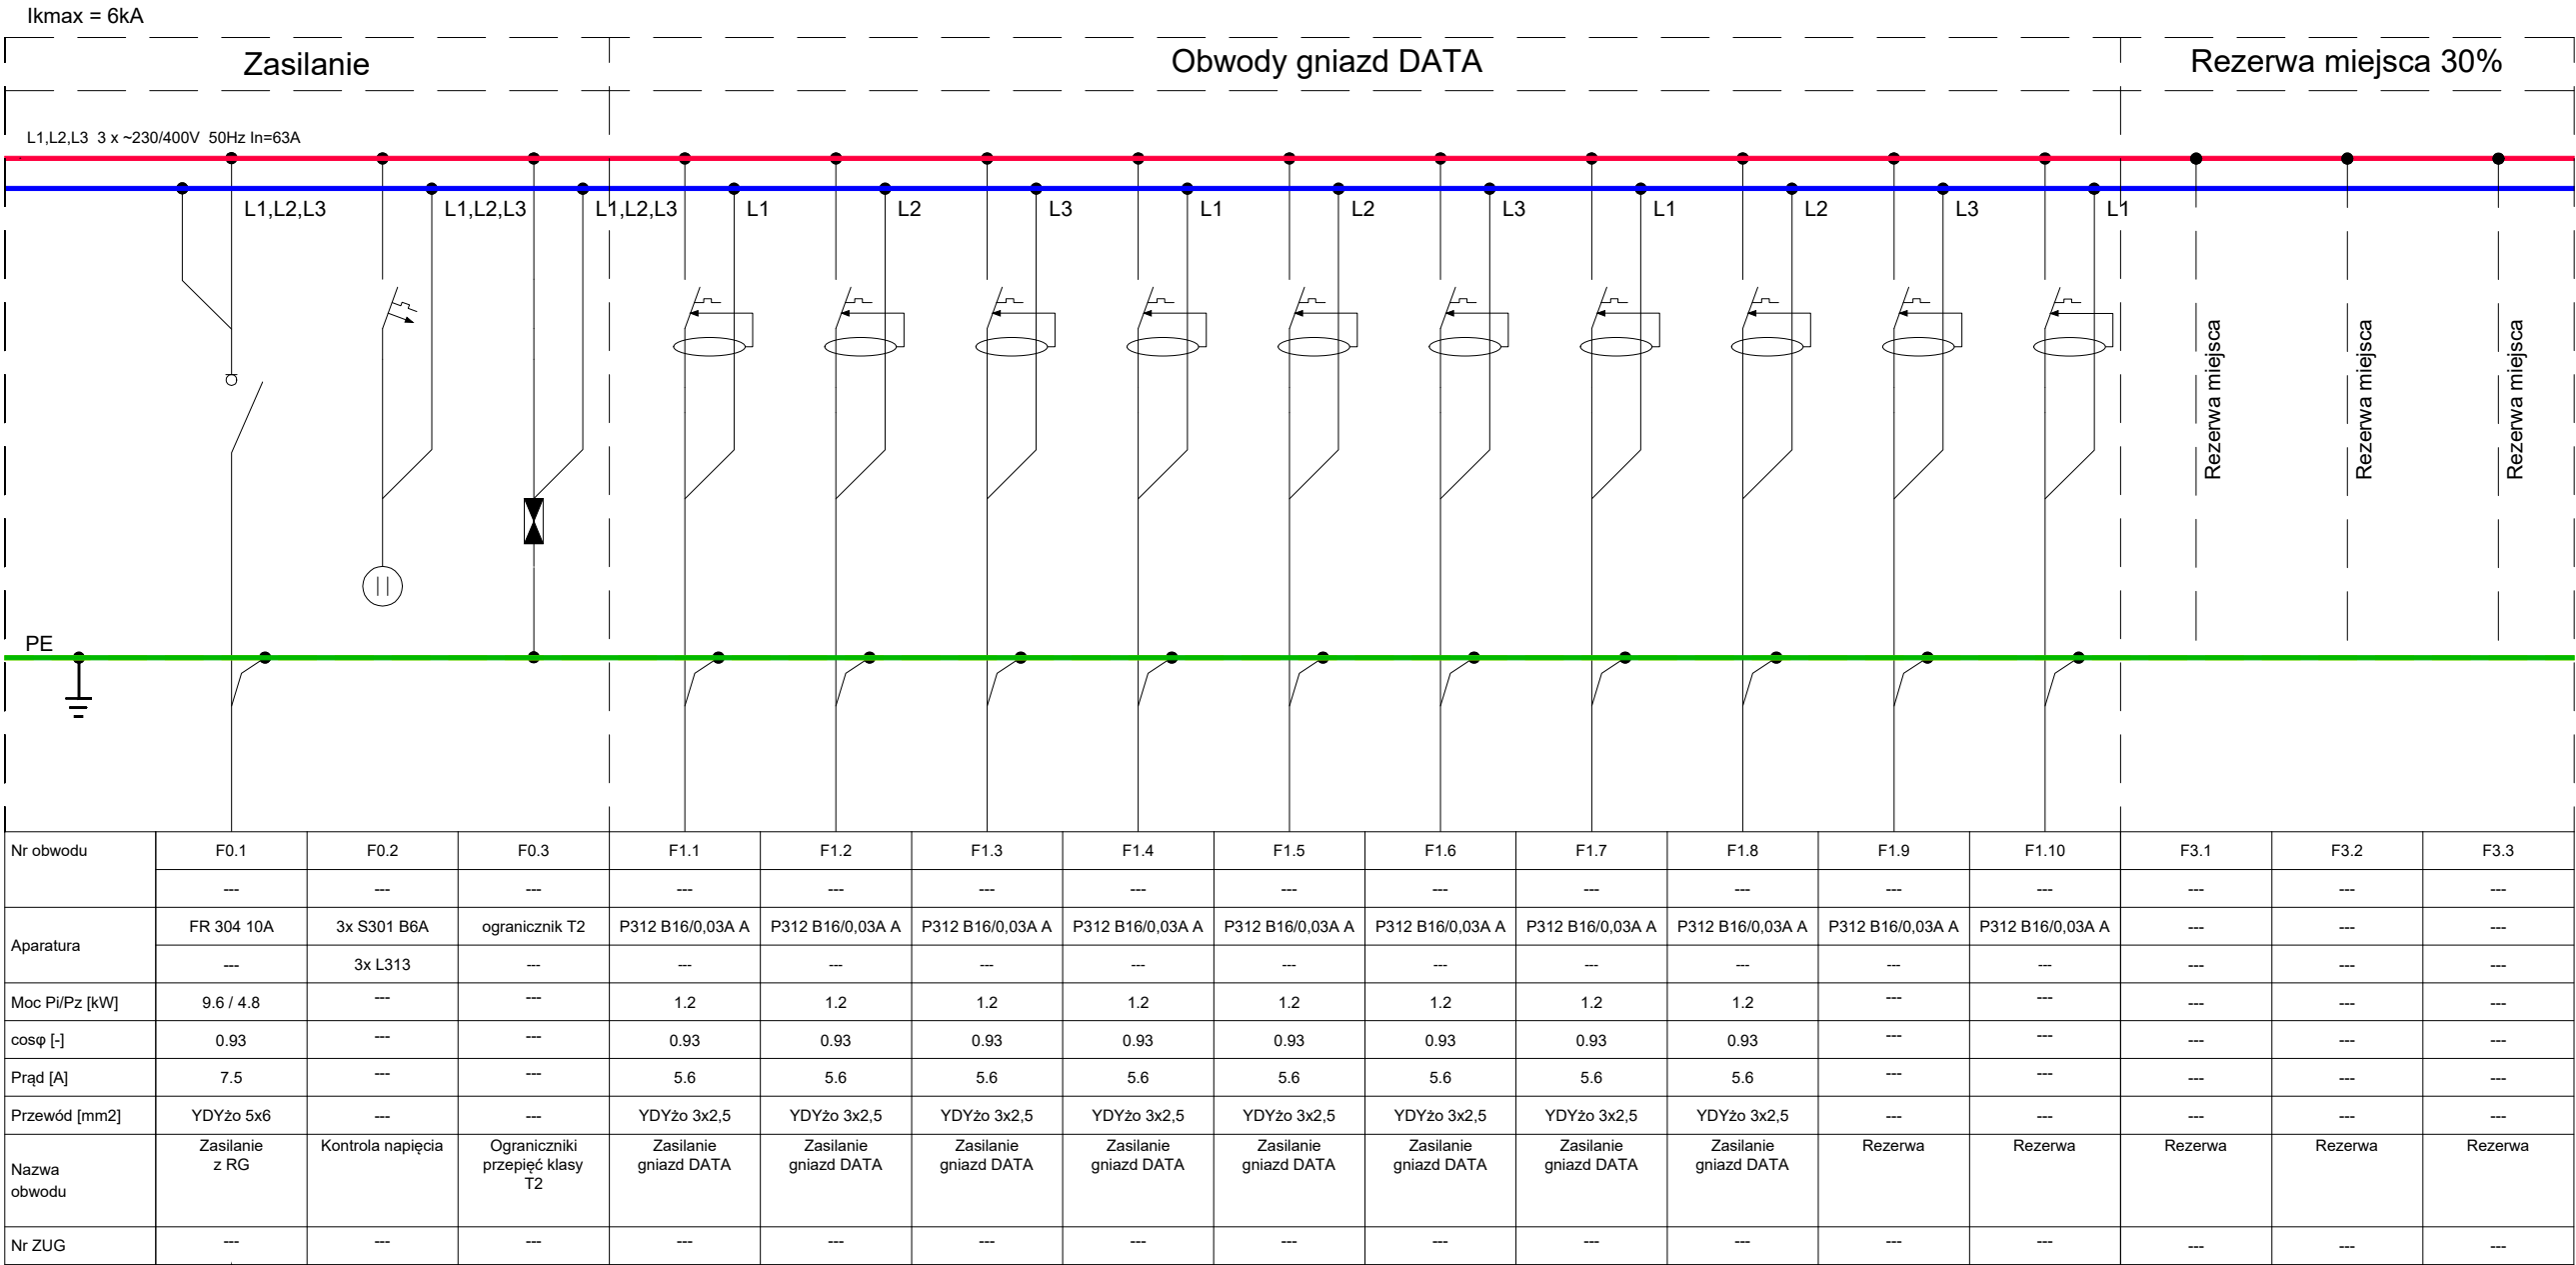 Ikmax = 6kA
Zasilanie
Obwody gniazd DATA
Rezerwa miejsca 30%
L1,L2,L3 3 x ~230/400V 50Hz In=63A
L1,L2,L3 L1,L2,L3 L1,L2,L3 L1 L2 L3 L1 L2 L3 L1 L2 L3 L1
Rezerwa miejsca
Rezerwa miejsca
Rezerwa miejsca
PE
Nr obwodu F0.1 F0.2 F0.3 F1.1 F1.2 F1.3 F1.4 F1.5 F1.6 F1.7 F1.8 F1.9 F1.10 F3.1 F3.2 F3.3
--- --- --- --- --- --- --- --- --- --- --- --- --- --- --- ---
Aparatura FR 304 10A 3x S301 B6A ogranicznik T2 P312 B16/0,03A A P312 B16/0,03A A P312 B16/0,03A A P312 B16/0,03A A P312 B16/0,03A A P312 B16/0,03A A P312 B16/0,03A A P312 B16/0,03A A P312 B16/0,03A A P312 B16/0,03A A --- --- ---
--- 3x L313 --- --- --- --- --- --- --- --- --- --- --- --- --- ---
Moc Pi/Pz [kW] 9.6 / 4.8 --- --- 1.2 1.2 1.2 1.2 1.2 1.2 1.2 1.2 --- --- --- --- ---
cosφ [-] 0.93 --- --- 0.93 0.93 0.93 0.93 0.93 0.93 0.93 0.93 --- --- --- --- ---
Prąd [A] 7.5 --- --- 5.6 5.6 5.6 5.6 5.6 5.6 5.6 5.6 --- --- --- --- ---
Przewód [mm2] YDYżo 5x6 --- --- YDYżo 3x2,5 YDYżo 3x2,5 YDYżo 3x2,5 YDYżo 3x2,5 YDYżo 3x2,5 YDYżo 3x2,5 YDYżo 3x2,5 YDYżo 3x2,5 --- --- --- --- ---
Nazwa obwodu
Zasilanie Kontrola napięcia Ograniczniki Zasilanie Zasilanie Zasilanie Zasilanie Zasilanie Zasilanie Zasilanie Zasilanie Rezerwa Rezerwa Rezerwa Rezerwa Rezerwa
z RG przepięć klasy gniazd DATA gniazd DATA gniazd DATA gniazd DATA gniazd DATA gniazd DATA gniazd DATA gniazd DATA
T2
Nr ZUG --- --- --- --- --- --- --- --- --- --- --- --- --- --- --- ---